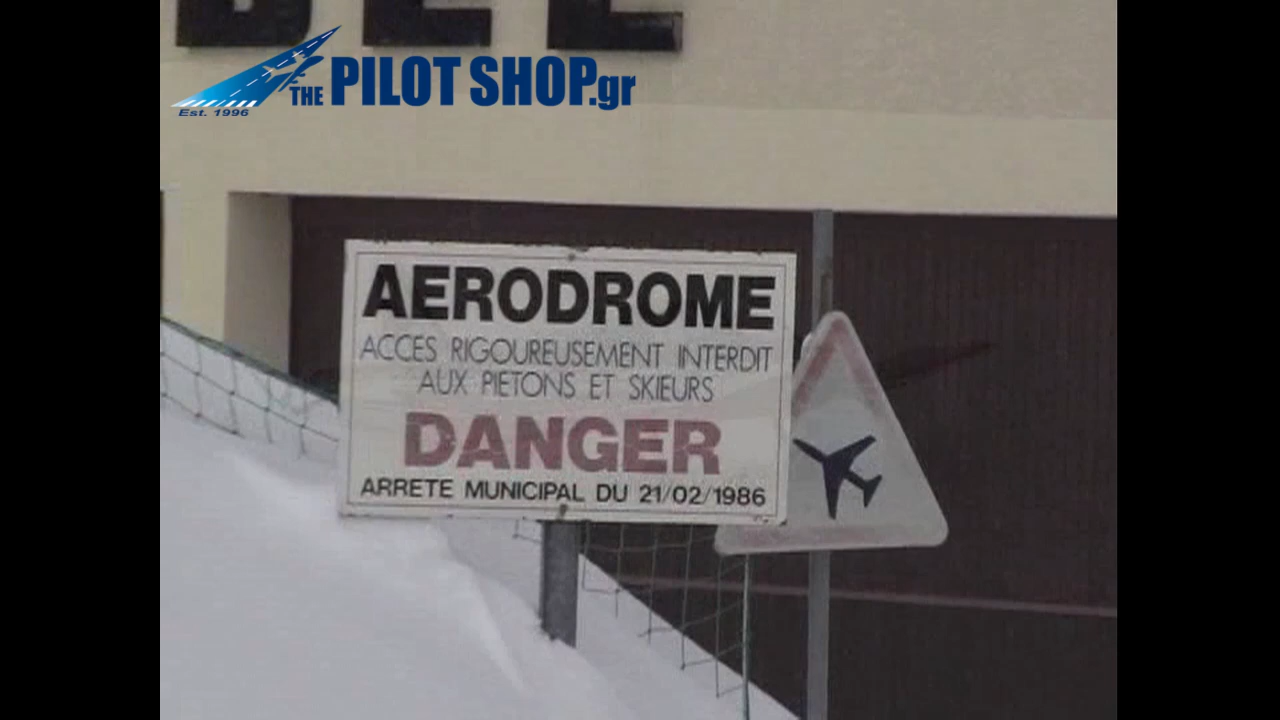 THE PILOT SHOP.gr
Est. 1996
AERODROME
ACCES RIGOUREUSEMENT INTERDIT
AUX PIETONS ET SKIEURS
DANGER
ARRETE MUNICIPAL DU 21/02/1986